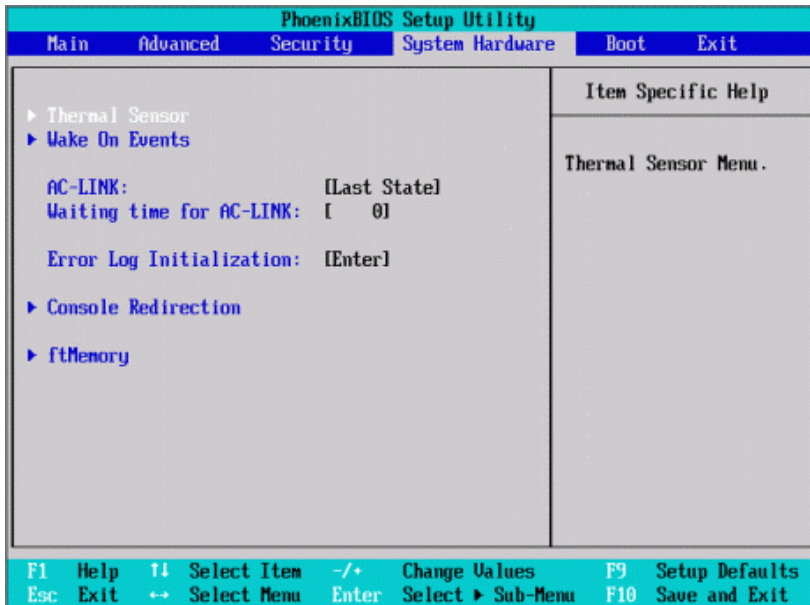 PhoenixBIOS Setup Utility
Main Advanced Security System Hardware Boot Exit
Item Specific Help
▶ Thermal Sensor
▶ Wake On Events
Thermal Sensor Menu.
AC-LINK: [Last State]
Waiting time for AC-LINK: [ 0]
Error Log Initialization: [Enter]
▶ Console Redirection
▶ ftMemory
F1 Help ↑↓ Select Item -/+ Change Values F9 Setup Defaults
Esc Exit ↔ Select Menu Enter Select ▶ Sub-Menu F10 Save and Exit